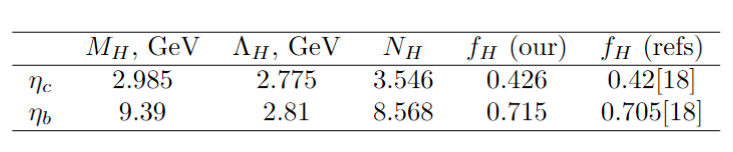 M_H, GeV Λ_H, GeV N_H f_H (our) f_H (refs)
η_c 2.985 2.775 3.546 0.426 0.42[18]
η_b 9.39 2.81 8.568 0.715 0.705[18]